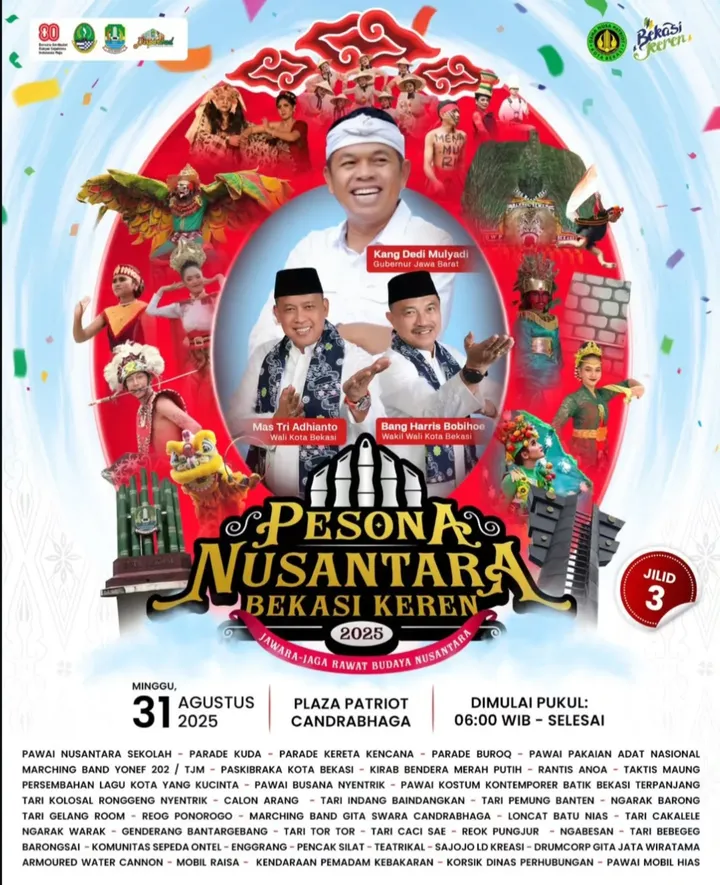 80
Bekasi
Keren
MENA
MU
RI
Kang Dedi Mulyadi
Gubernur Jawa Barat
Mas Tri Adhianto
Wali Kota Bekasi
Bang Harris Bobihoe
Wakil Wali Kota Bekasi
PESONA
NUSANTARA
BEKASI KEREN
2025
JAWARA-JAGA RAWAT BUDAYA NUSANTARA
JILID
3
MINGGU,
31 AGUSTUS
2025
PLAZA PATRIOT
CANDRABHAGA
DIMULAI PUKUL:
06:00 WIB - SELESAI
PAWAI NUSANTARA SEKOLAH - PARADE KUDA - PARADE KERETA KENCANA - PARADE BUROQ - PAWAI PAKAIAN ADAT NASIONAL
MARCHING BAND YONEF 202 / TJM - PASKIBRAKA KOTA BEKASI - KIRAB BENDERA MERAH PUTIH - RANTIS ANOA - TAKTIS MAUNG
PERSEMBAHAN LAGU KOTA YANG KUCINTA - PAWAI BUSANA NYENTRIK - PAWAI KOSTUM KONTEMPORER BATIK BEKASI TERPANJANG
TARI KOLOSAL RONGGENG NYENTRIK - CALON ARANG - TARI INDANG BAINDANGKAN - TARI PEMUNG BANTEN - NGARAK BARONG
TARI GELANG ROOM - REOG PONOROGO - MARCHING BAND GITA SWARA CANDRABHAGA - LONCAT BATU NIAS - TARI CAKALELE
NGARAK WARAK - GENDERANG BANTARGEBANG - TARI TOR TOR - TARI CACI SAE - REOK PUNGJUR - NGABESAN - TARI BEBEGEG
BARONGSAI - KOMUNITAS SEPEDA ONTEL - ENGGRANG - PENCAK SILAT - TEATRIKAL - SAJOJO LD KREASI - DRUMCORP GITA JATA WIRATAMA
ARMOURED WATER CANNON - MOBIL RAISA - KENDARAAN PEMADAM KEBAKARAN - KORSIK DINAS PERHUBUNGAN - PAWAI MOBIL HIAS